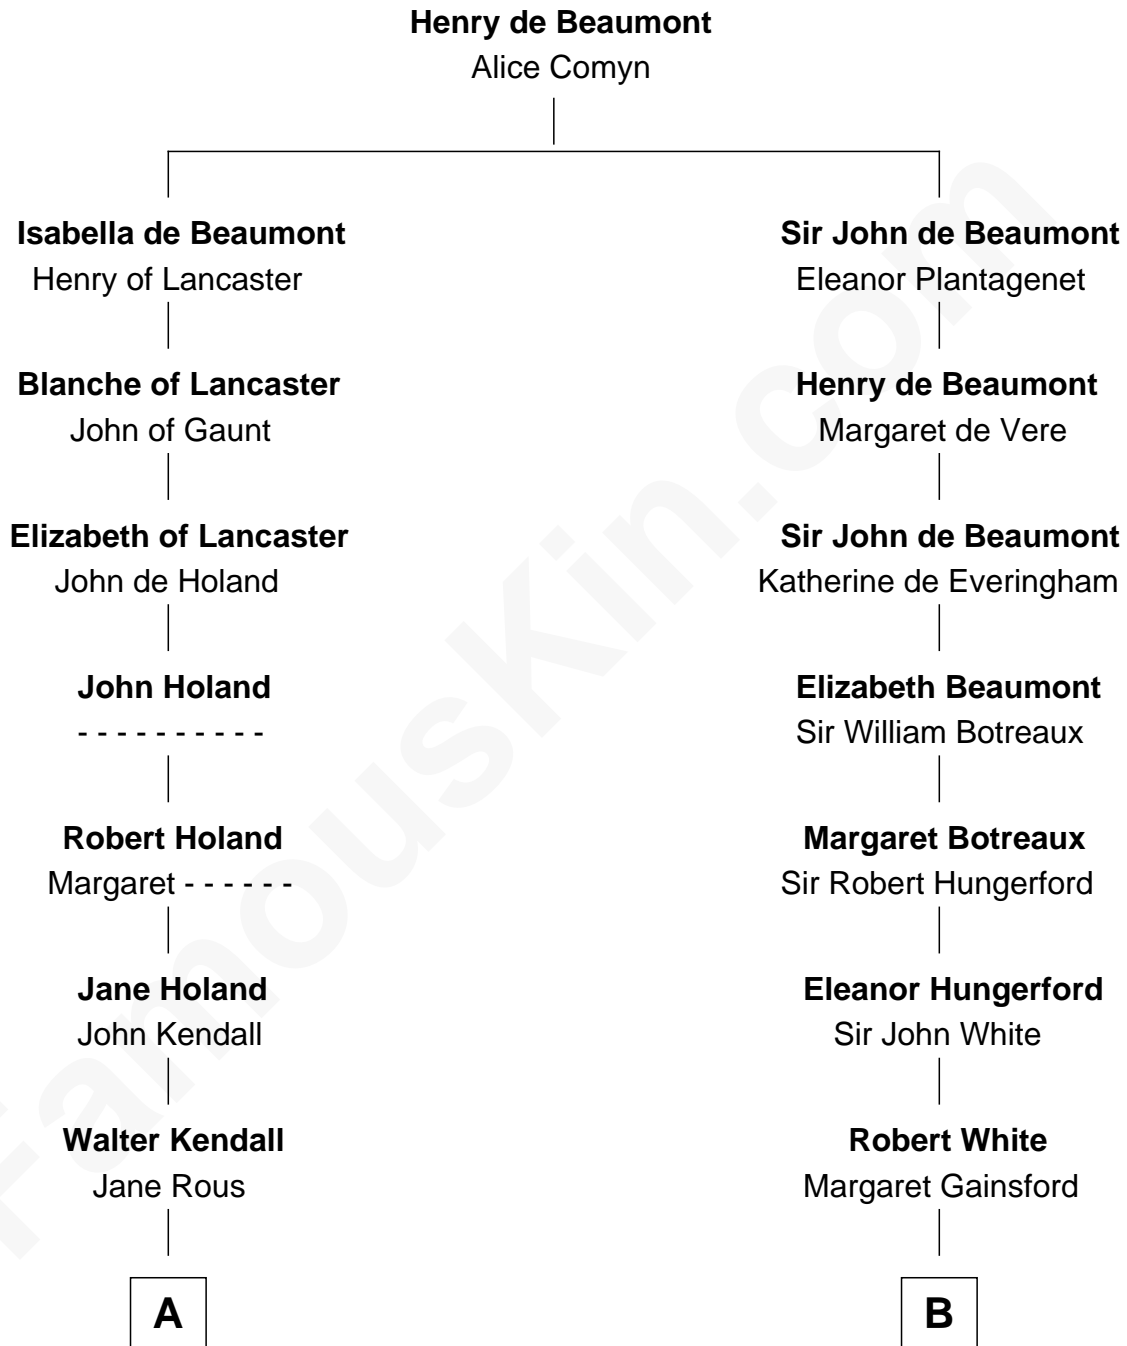 Henry de Beaumont
Alice Comyn
Isabella de Beaumont
Henry of Lancaster
Sir John de Beaumont
Eleanor Plantagenet
Blanche of Lancaster
John of Gaunt
Henry de Beaumont
Margaret de Vere
Elizabeth of Lancaster
John de Holand
Sir John de Beaumont
Katherine de Everingham
John Holand
- - - - - - - - - -
Elizabeth Beaumont
Sir William Botreaux
Robert Holand
Margaret - - - - - -
Margaret Botreaux
Sir Robert Hungerford
Jane Holand
John Kendall
Eleanor Hungerford
Sir John White
Walter Kendall
Jane Rous
Robert White
Margaret Gainsford
A
B
FamousKin.com